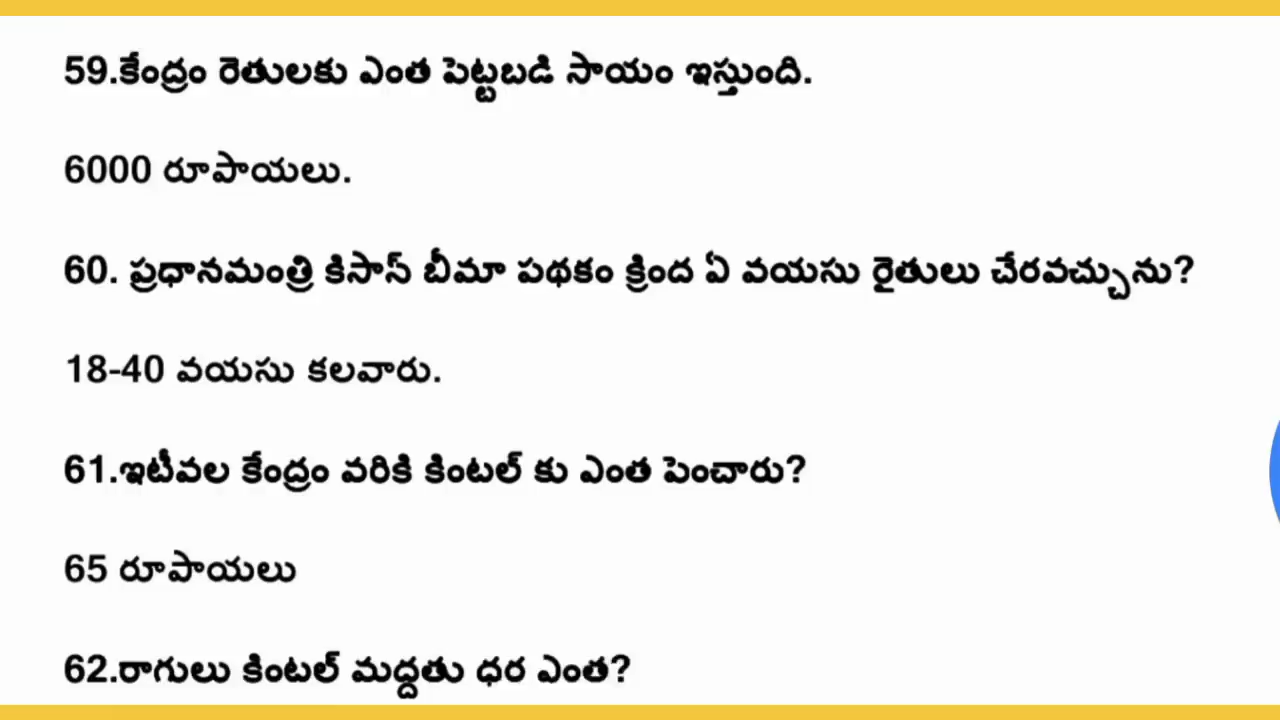 59.కేంద్రం రెతులకు ఎంత పెట్టబడి సాయం ఇస్తుంది.
6000 రూపాయలు.
60. ప్రధానమంత్రి కిసాన్ బీమా పథకం క్రింద ఏ వయసు రైతులు చేరవచ్చును?
18-40 వయసు కలవారు.
61.ఇటీవల కేంద్రం వరికి కింటల్ కు ఎంత పెంచారు?
65 రూపాయలు
62.రాగులు కింటల్ మద్దతు ధర ఎంత?